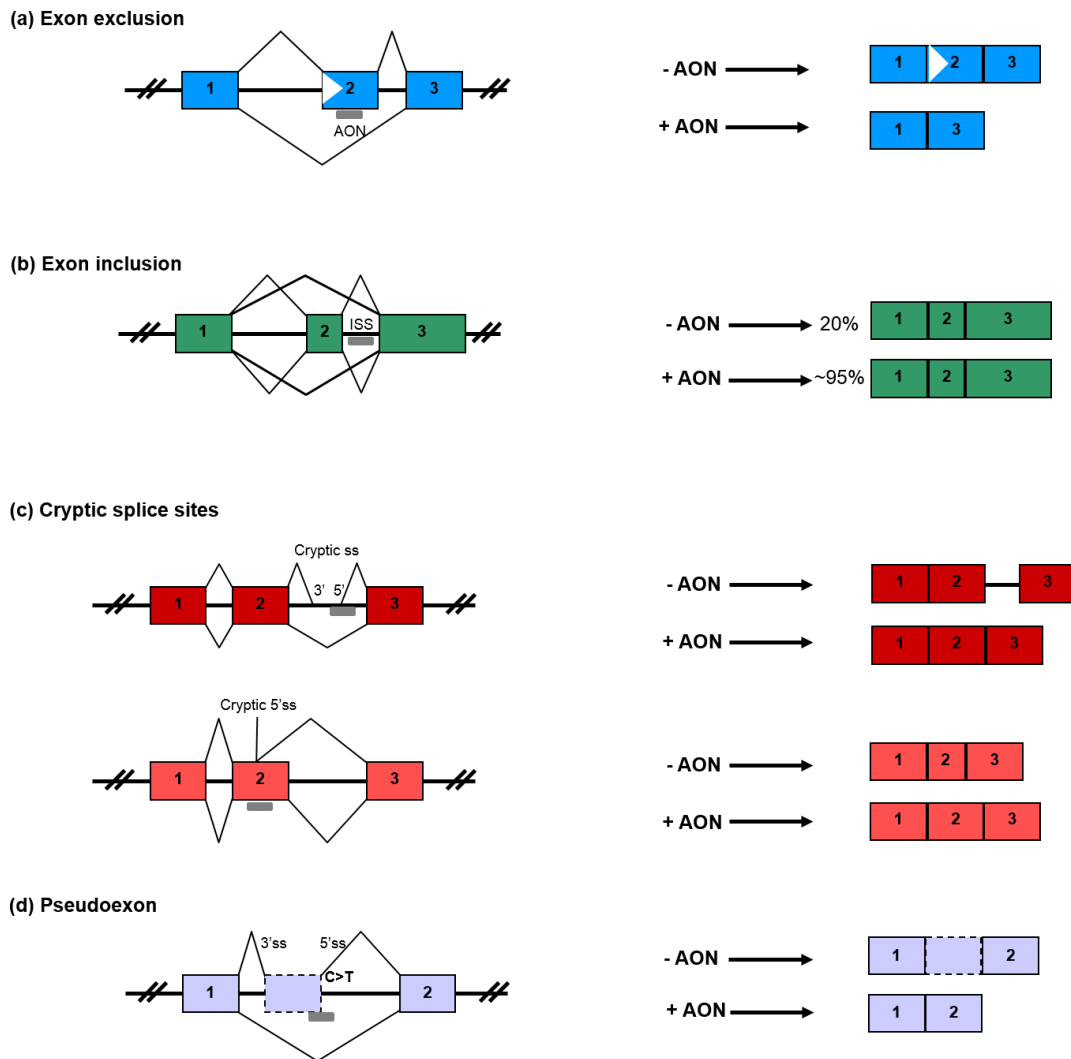 (a) Exon exclusion
1 2 3
AON
- AON 1 2 3
+ AON 1 3
(b) Exon inclusion
1 2 ISS 3
- AON 20% 1 2 3
+ AON ~95% 1 2 3
(c) Cryptic splice sites
Cryptic ss
3' 5'
1 2 3
- AON 1 2 3
+ AON 1 2 3
Cryptic 5'ss
1 2 3
- AON 1 2 3
+ AON 1 2 3
(d) Pseudoexon
3'ss 5'ss
C>T
1 2
- AON 1 2
+ AON 1 2